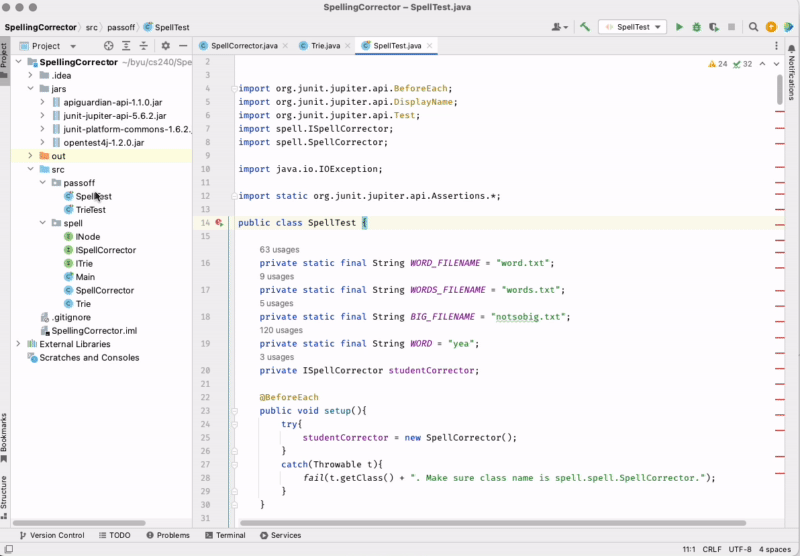 SpellingCorrector – SpellTest.java
SpellingCorrector › src › passoff › SpellTest
SpellTest
Project
SpellCorrector.java
Trie.java
SpellTest.java
Project
Bookmarks
Structure
Notifications
24
32
SpellingCorrector ~/byu/cs240/Spe
.idea
jars
apiguardian-api-1.1.0.jar
junit-jupiter-api-5.6.2.jar
junit-platform-commons-1.6.2.
opentest4j-1.2.0.jar
out
src
passoff
SpellTest
TrieTest
spell
INode
ISpellCorrector
ITrie
Main
SpellCorrector
Trie
.gitignore
SpellingCorrector.iml
External Libraries
Scratches and Consoles
2
3
4 import org.junit.jupiter.api.BeforeEach;
5 import org.junit.jupiter.api.DisplayName;
6 import org.junit.jupiter.api.Test;
7 import spell.ISpellCorrector;
8 import spell.SpellCorrector;
9
10 import java.io.IOException;
11
12 import static org.junit.jupiter.api.Assertions.*;
13
14 public class SpellTest {
15
63 usages
16 private static final String WORD_FILENAME = "word.txt";
9 usages
17 private static final String WORDS_FILENAME = "words.txt";
5 usages
18 private static final String BIG_FILENAME = "notsobig.txt";
120 usages
19 private static final String WORD = "yea";
3 usages
20 private ISpellCorrector studentCorrector;
21
22 @BeforeEach
23 public void setup(){
24 try{
25 studentCorrector = new SpellCorrector();
26 }
27 catch(Throwable t){
28 fail(t.getClass() + ". Make sure class name is spell.spell.SpellCorrector.");
29 }
30 }
31
Version Control
TODO
Problems
Terminal
Services
11:1 CRLF UTF-8 4 spaces